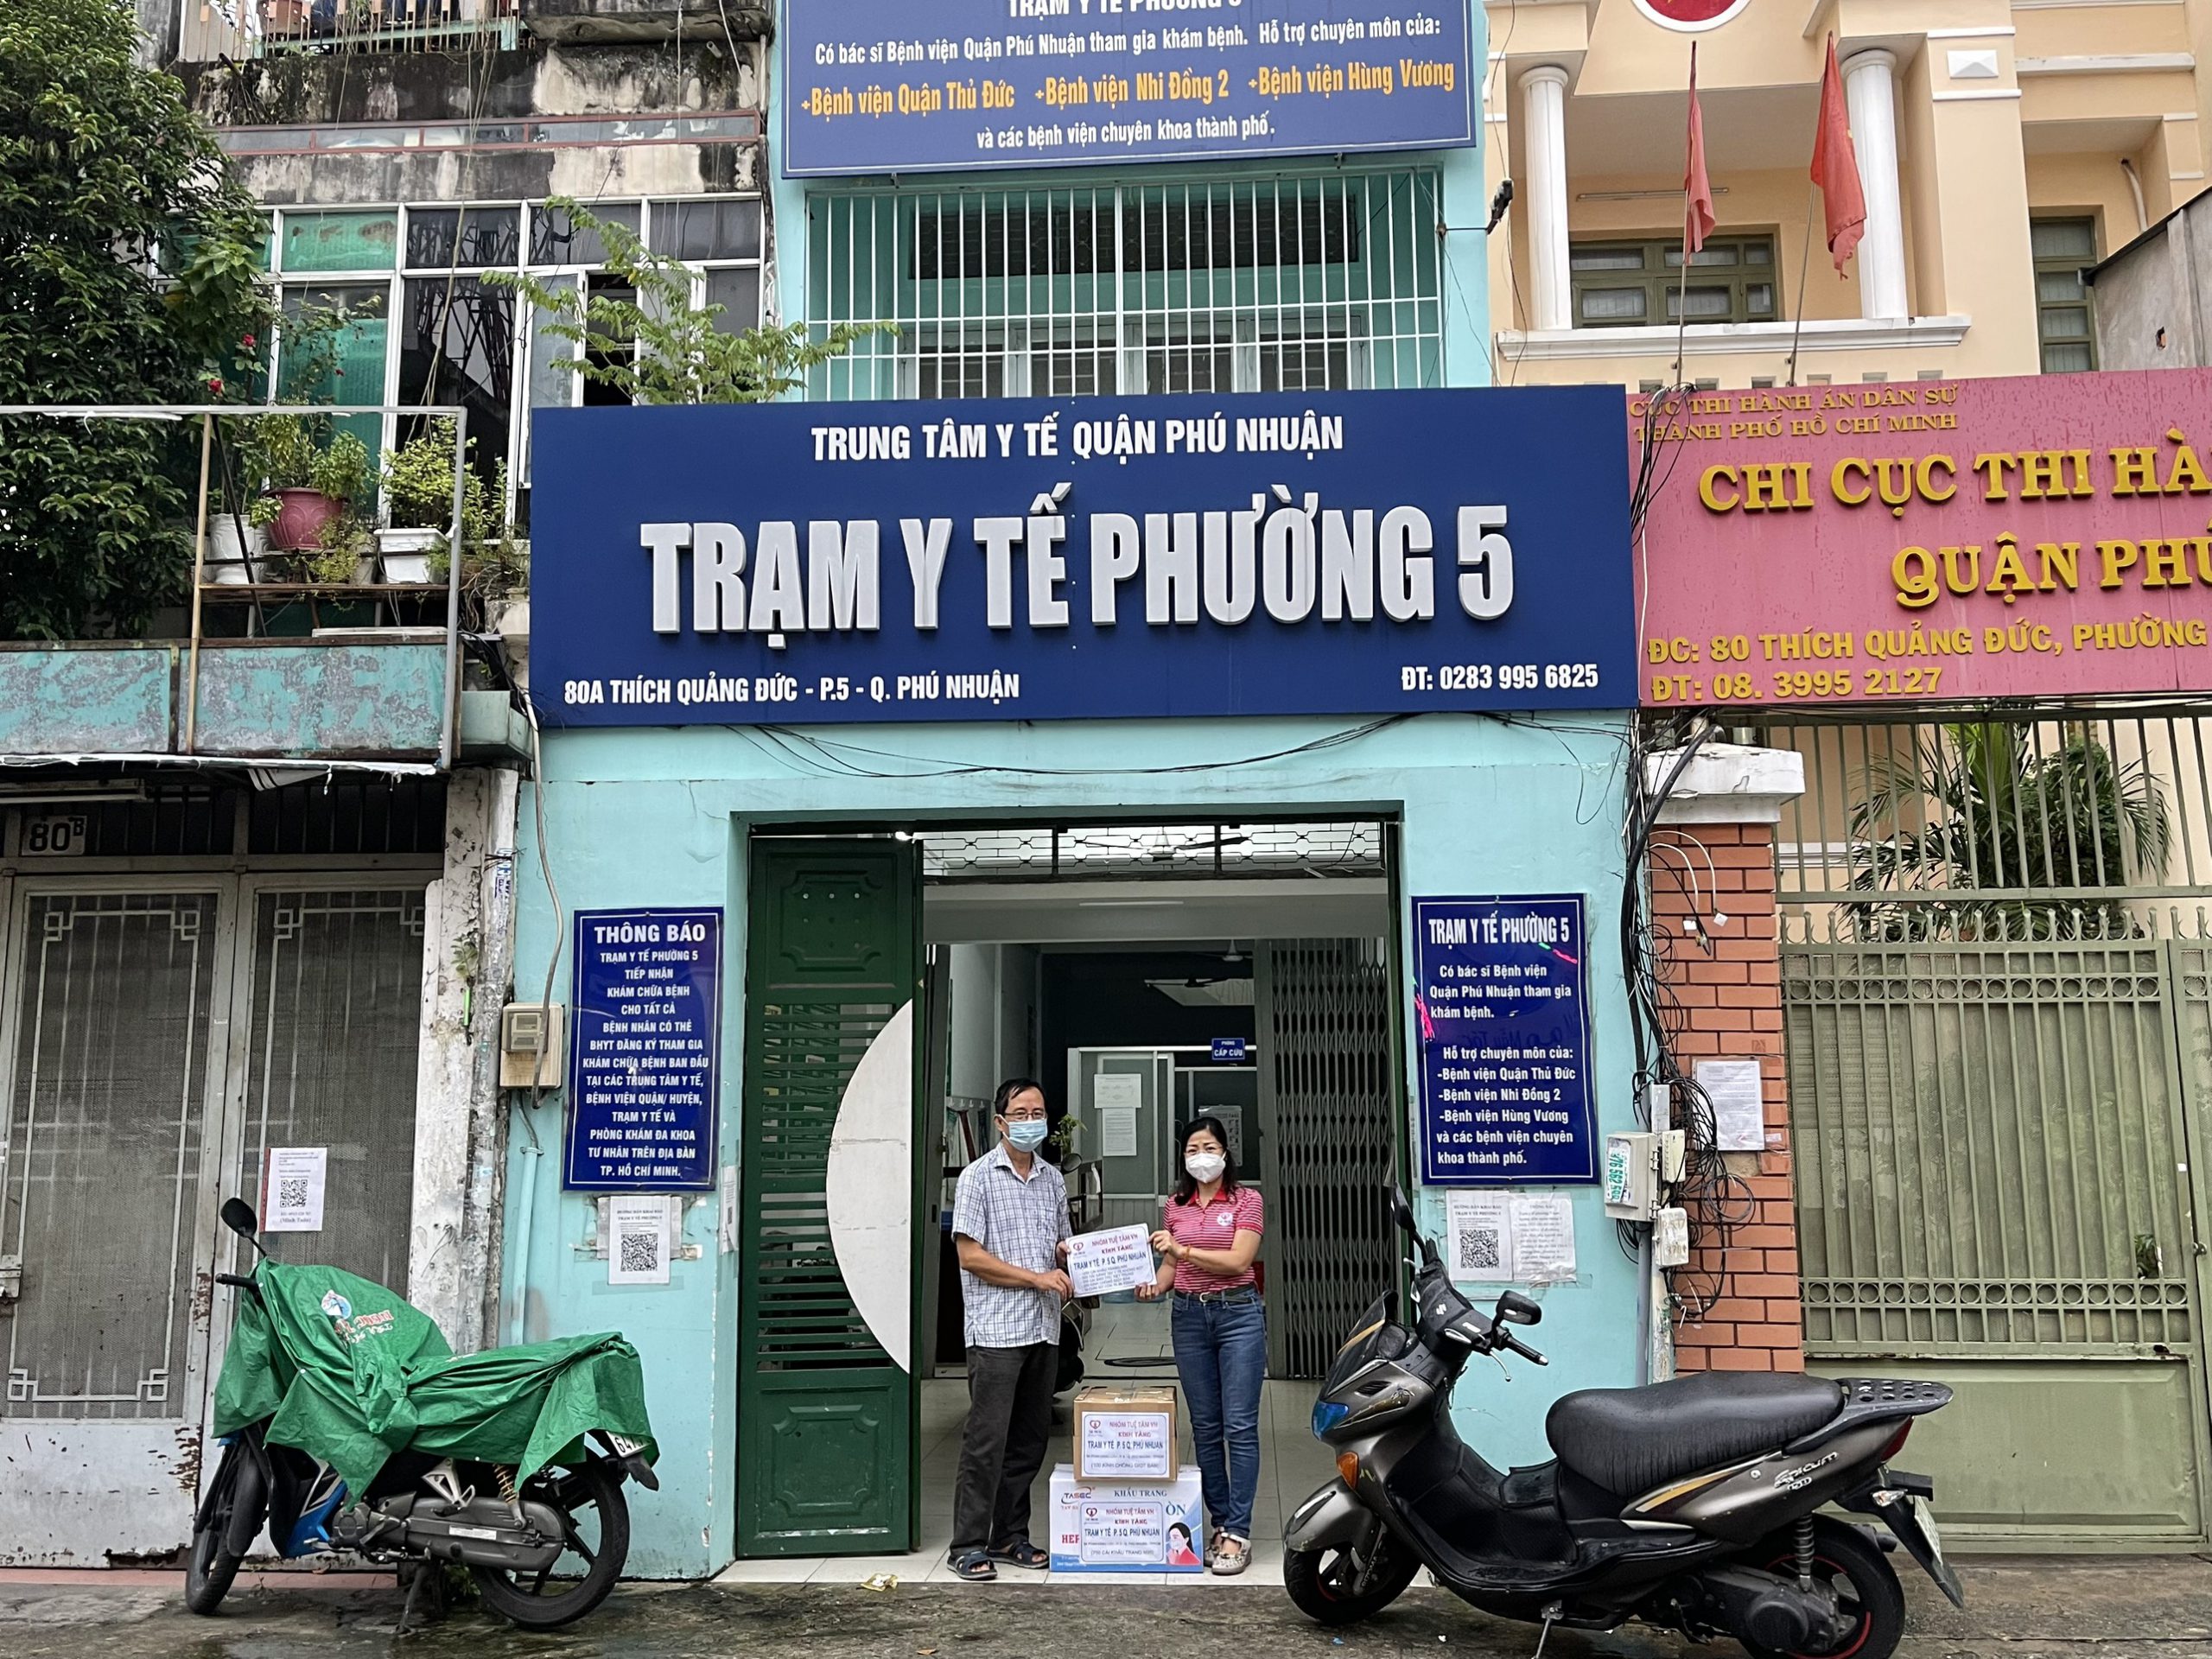 TRẠM Y TẾ PHƯỜNG 5
Có bác sĩ Bệnh viện Quận Phú Nhuận tham gia khám bệnh. Hỗ trợ chuyên môn của:
+Bệnh viện Quận Thủ Đức +Bệnh viện Nhi Đồng 2 +Bệnh viện Hùng Vương
và các bệnh viện chuyên khoa thành phố.
TRUNG TÂM Y TẾ QUẬN PHÚ NHUẬN
TRẠM Y TẾ PHƯỜNG 5
80A THÍCH QUẢNG ĐỨC - P.5 - Q. PHÚ NHUẬN
ĐT: 0283 995 6825
CỤC THI HÀNH ÁN DÂN SỰ
THÀNH PHỐ HỒ CHÍ MINH
CHI CỤC THI HÀ
QUẬN PHÚ
ĐC: 80 THÍCH QUẢNG ĐỨC, PHƯỜNG
ĐT: 08. 3995 2127
80B
THÔNG BÁO
TRẠM Y TẾ PHƯỜNG 5
TIẾP NHẬN
KHÁM CHỮA BỆNH
CHO TẤT CẢ
BỆNH NHÂN CÓ THẺ
BHYT ĐĂNG KÝ THAM GIA
KHÁM CHỮA BỆNH BAN ĐẦU
TẠI CÁC TRUNG TÂM Y TẾ,
BỆNH VIỆN QUẬN/ HUYỆN,
TRẠM Y TẾ VÀ
PHÒNG KHÁM ĐA KHOA
TƯ NHÂN TRÊN ĐỊA BÀN
TP. HỒ CHÍ MINH.
TRẠM Y TẾ PHƯỜNG 5
Có bác sĩ Bệnh viện
Quận Phú Nhuận tham gia
khám bệnh.
Hỗ trợ chuyên môn của:
-Bệnh viện Quận Thủ Đức
-Bệnh viện Nhi Đồng 2
-Bệnh viện Hùng Vương
và các bệnh viện chuyên
khoa thành phố.
PHÒNG
CẤP CỨU
NHÓM TUỆ TÂM VN
KÍNH TẶNG
TRẠM Y TẾ P. 5 Q. PHÚ NHUẬN
NHÓM TUỆ TÂM VN
KÍNH TẶNG
TRẠM Y TẾ P. 5 Q. PHÚ NHUẬN
TASEC
KHẨU TRANG
NHÓM TUỆ TÂM VN
KÍNH TẶNG
TRẠM Y TẾ P. 5 Q. PHÚ NHUẬN